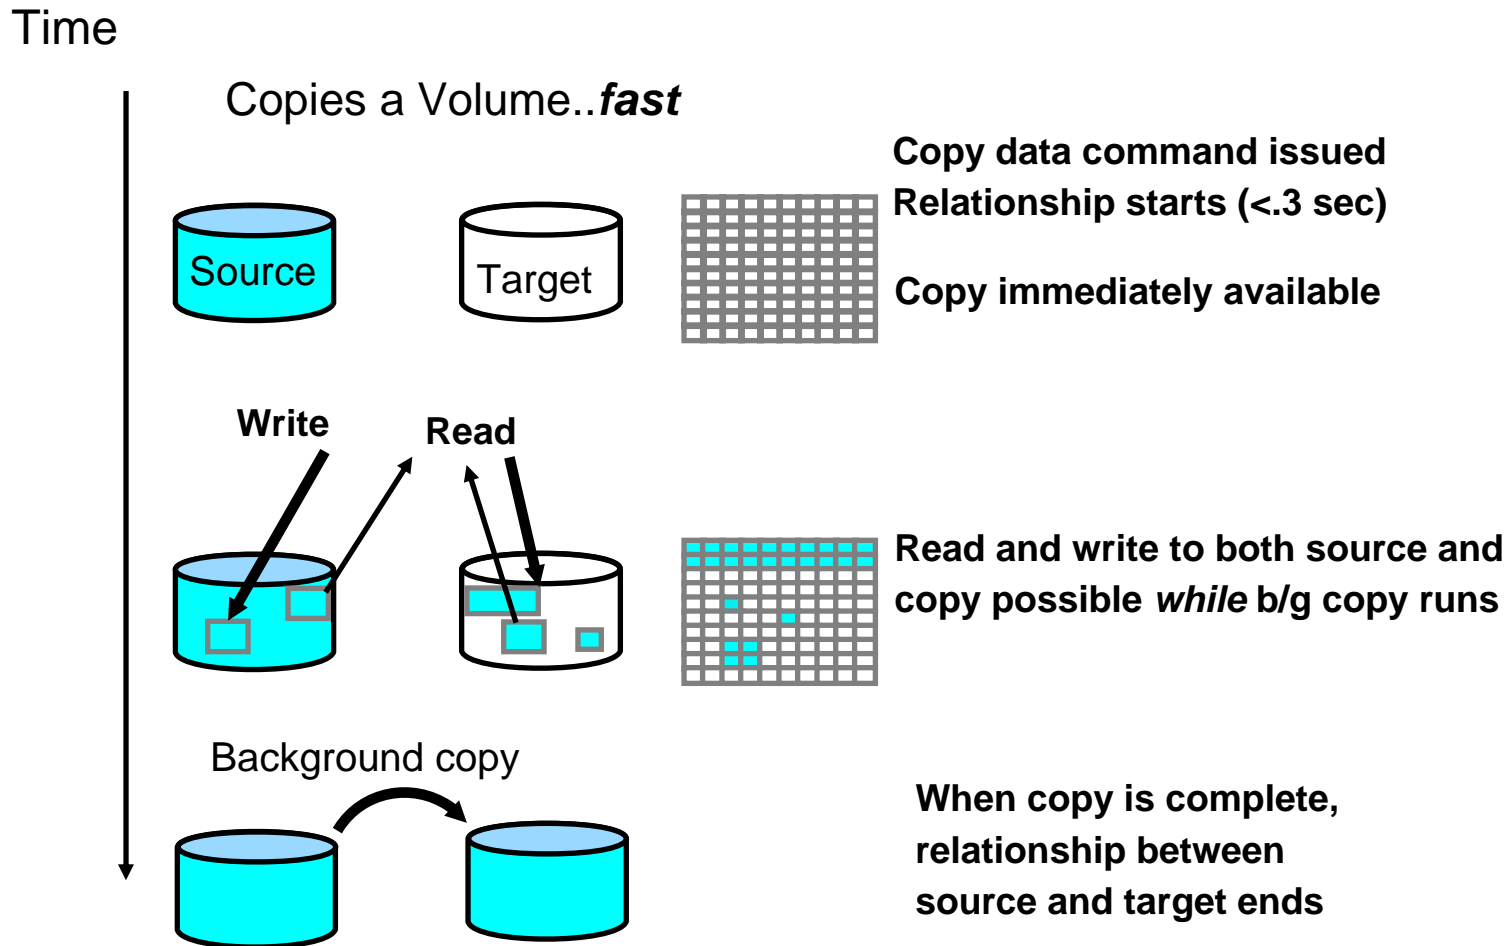 Time
Copies a Volume..fast
Copy data command issued
Relationship starts (<.3 sec)
Source
Target
Copy immediately available
Write
Read
Read and write to both source and
copy possible while b/g copy runs
Background copy
When copy is complete,
relationship between
source and target ends